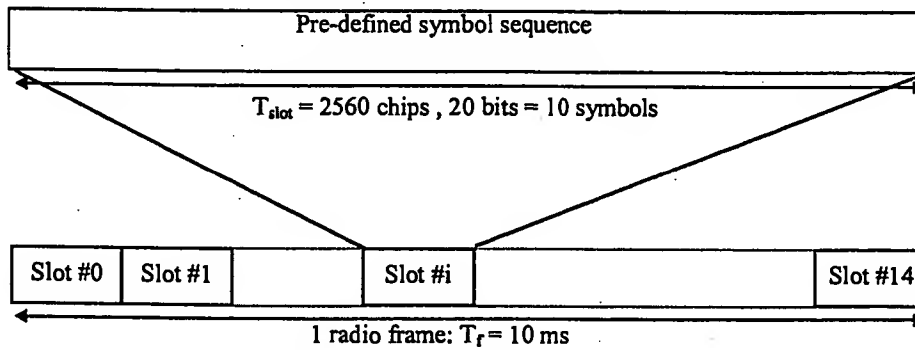 Pre-defined symbol sequence
T_slot = 2560 chips , 20 bits = 10 symbols
Slot #0 Slot #1 Slot #i Slot #14
1 radio frame: T_f = 10 ms